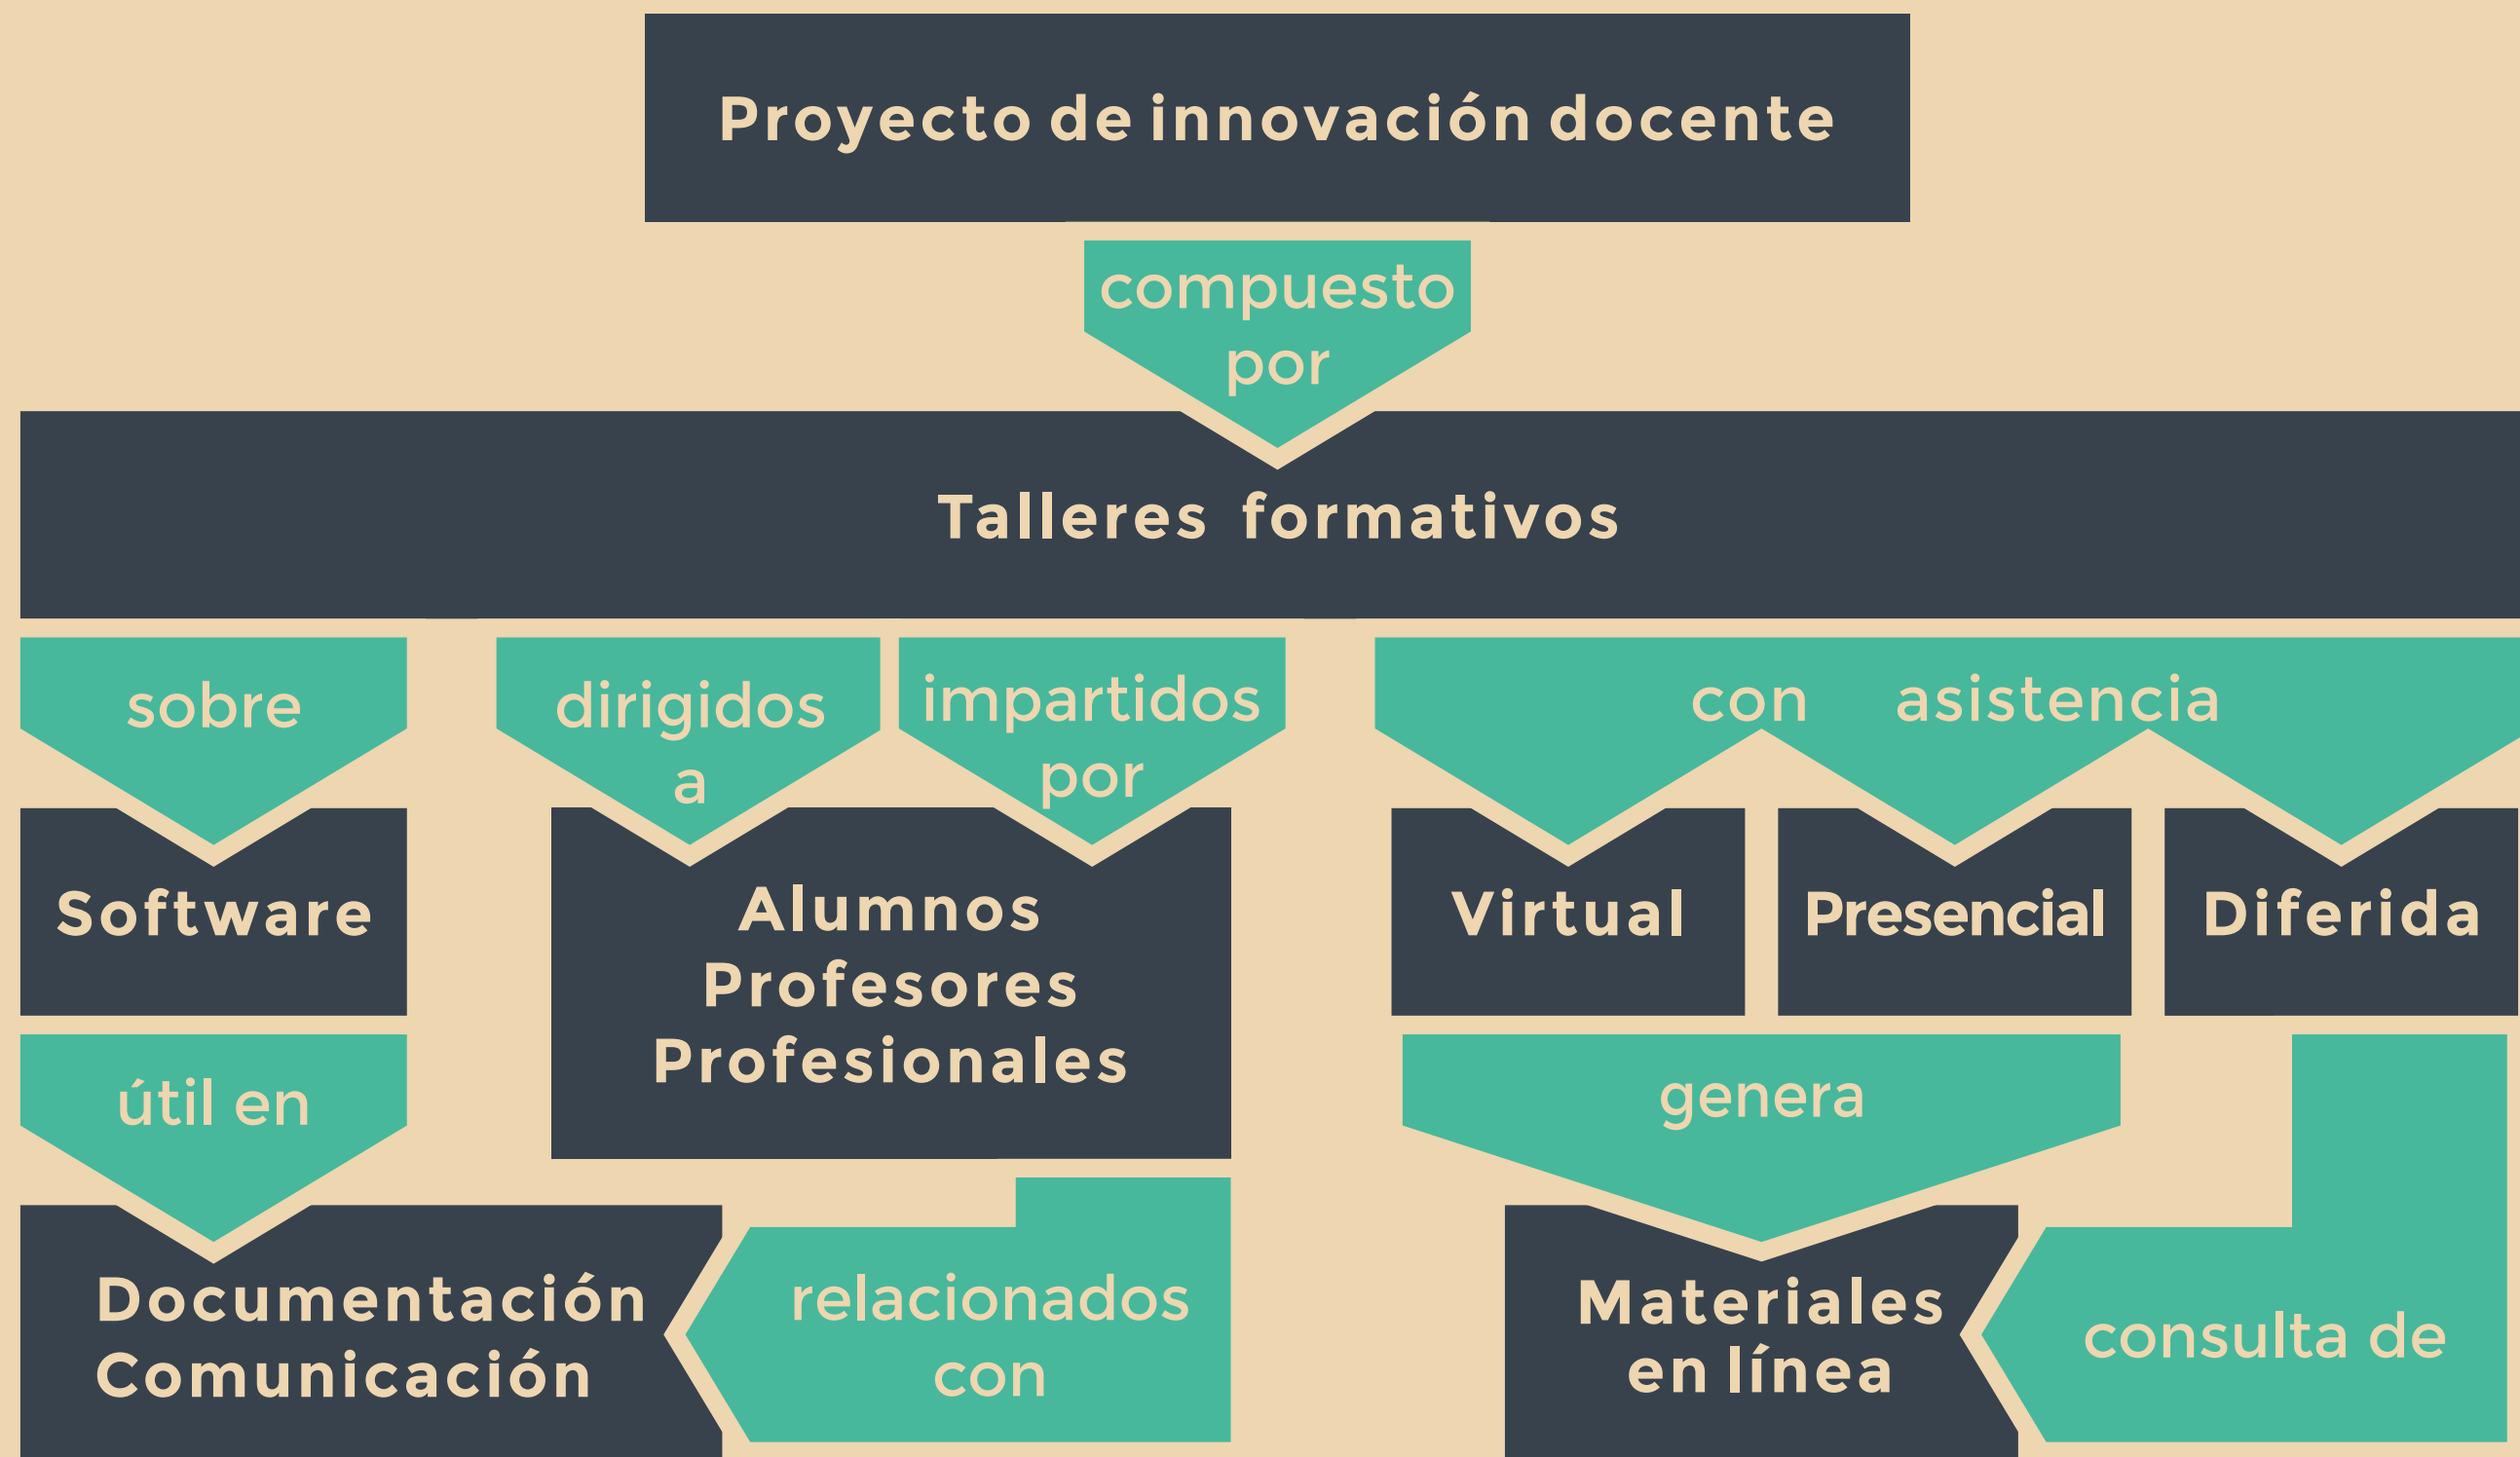 Proyecto de innovación docente
compuesto
por
Talleres formativos
sobre
dirigidos
a
impartidos
por
con asistencia
Software
Alumnos
Profesores
Profesionales
Virtual
Presencial
Diferida
útil en
genera
Documentación
Comunicación
relacionados
con
Materiales
en línea
consulta de